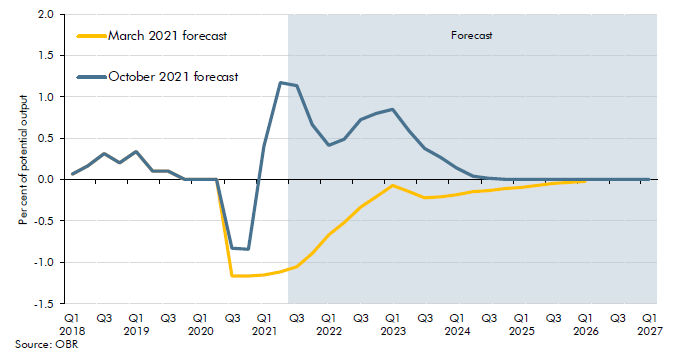 2.0
1.5
1.0
0.5
0.0
-0.5
-1.0
-1.5
Per cent of potential output
March 2021 forecast
October 2021 forecast
Forecast
Q1 Q3 Q1 Q3 Q1 Q3 Q1 Q3 Q1 Q3 Q1 Q3 Q1 Q3 Q1 Q3 Q1 Q3 Q1
2018 2019 2020 2021 2022 2023 2024 2025 2026 2027
Source: OBR